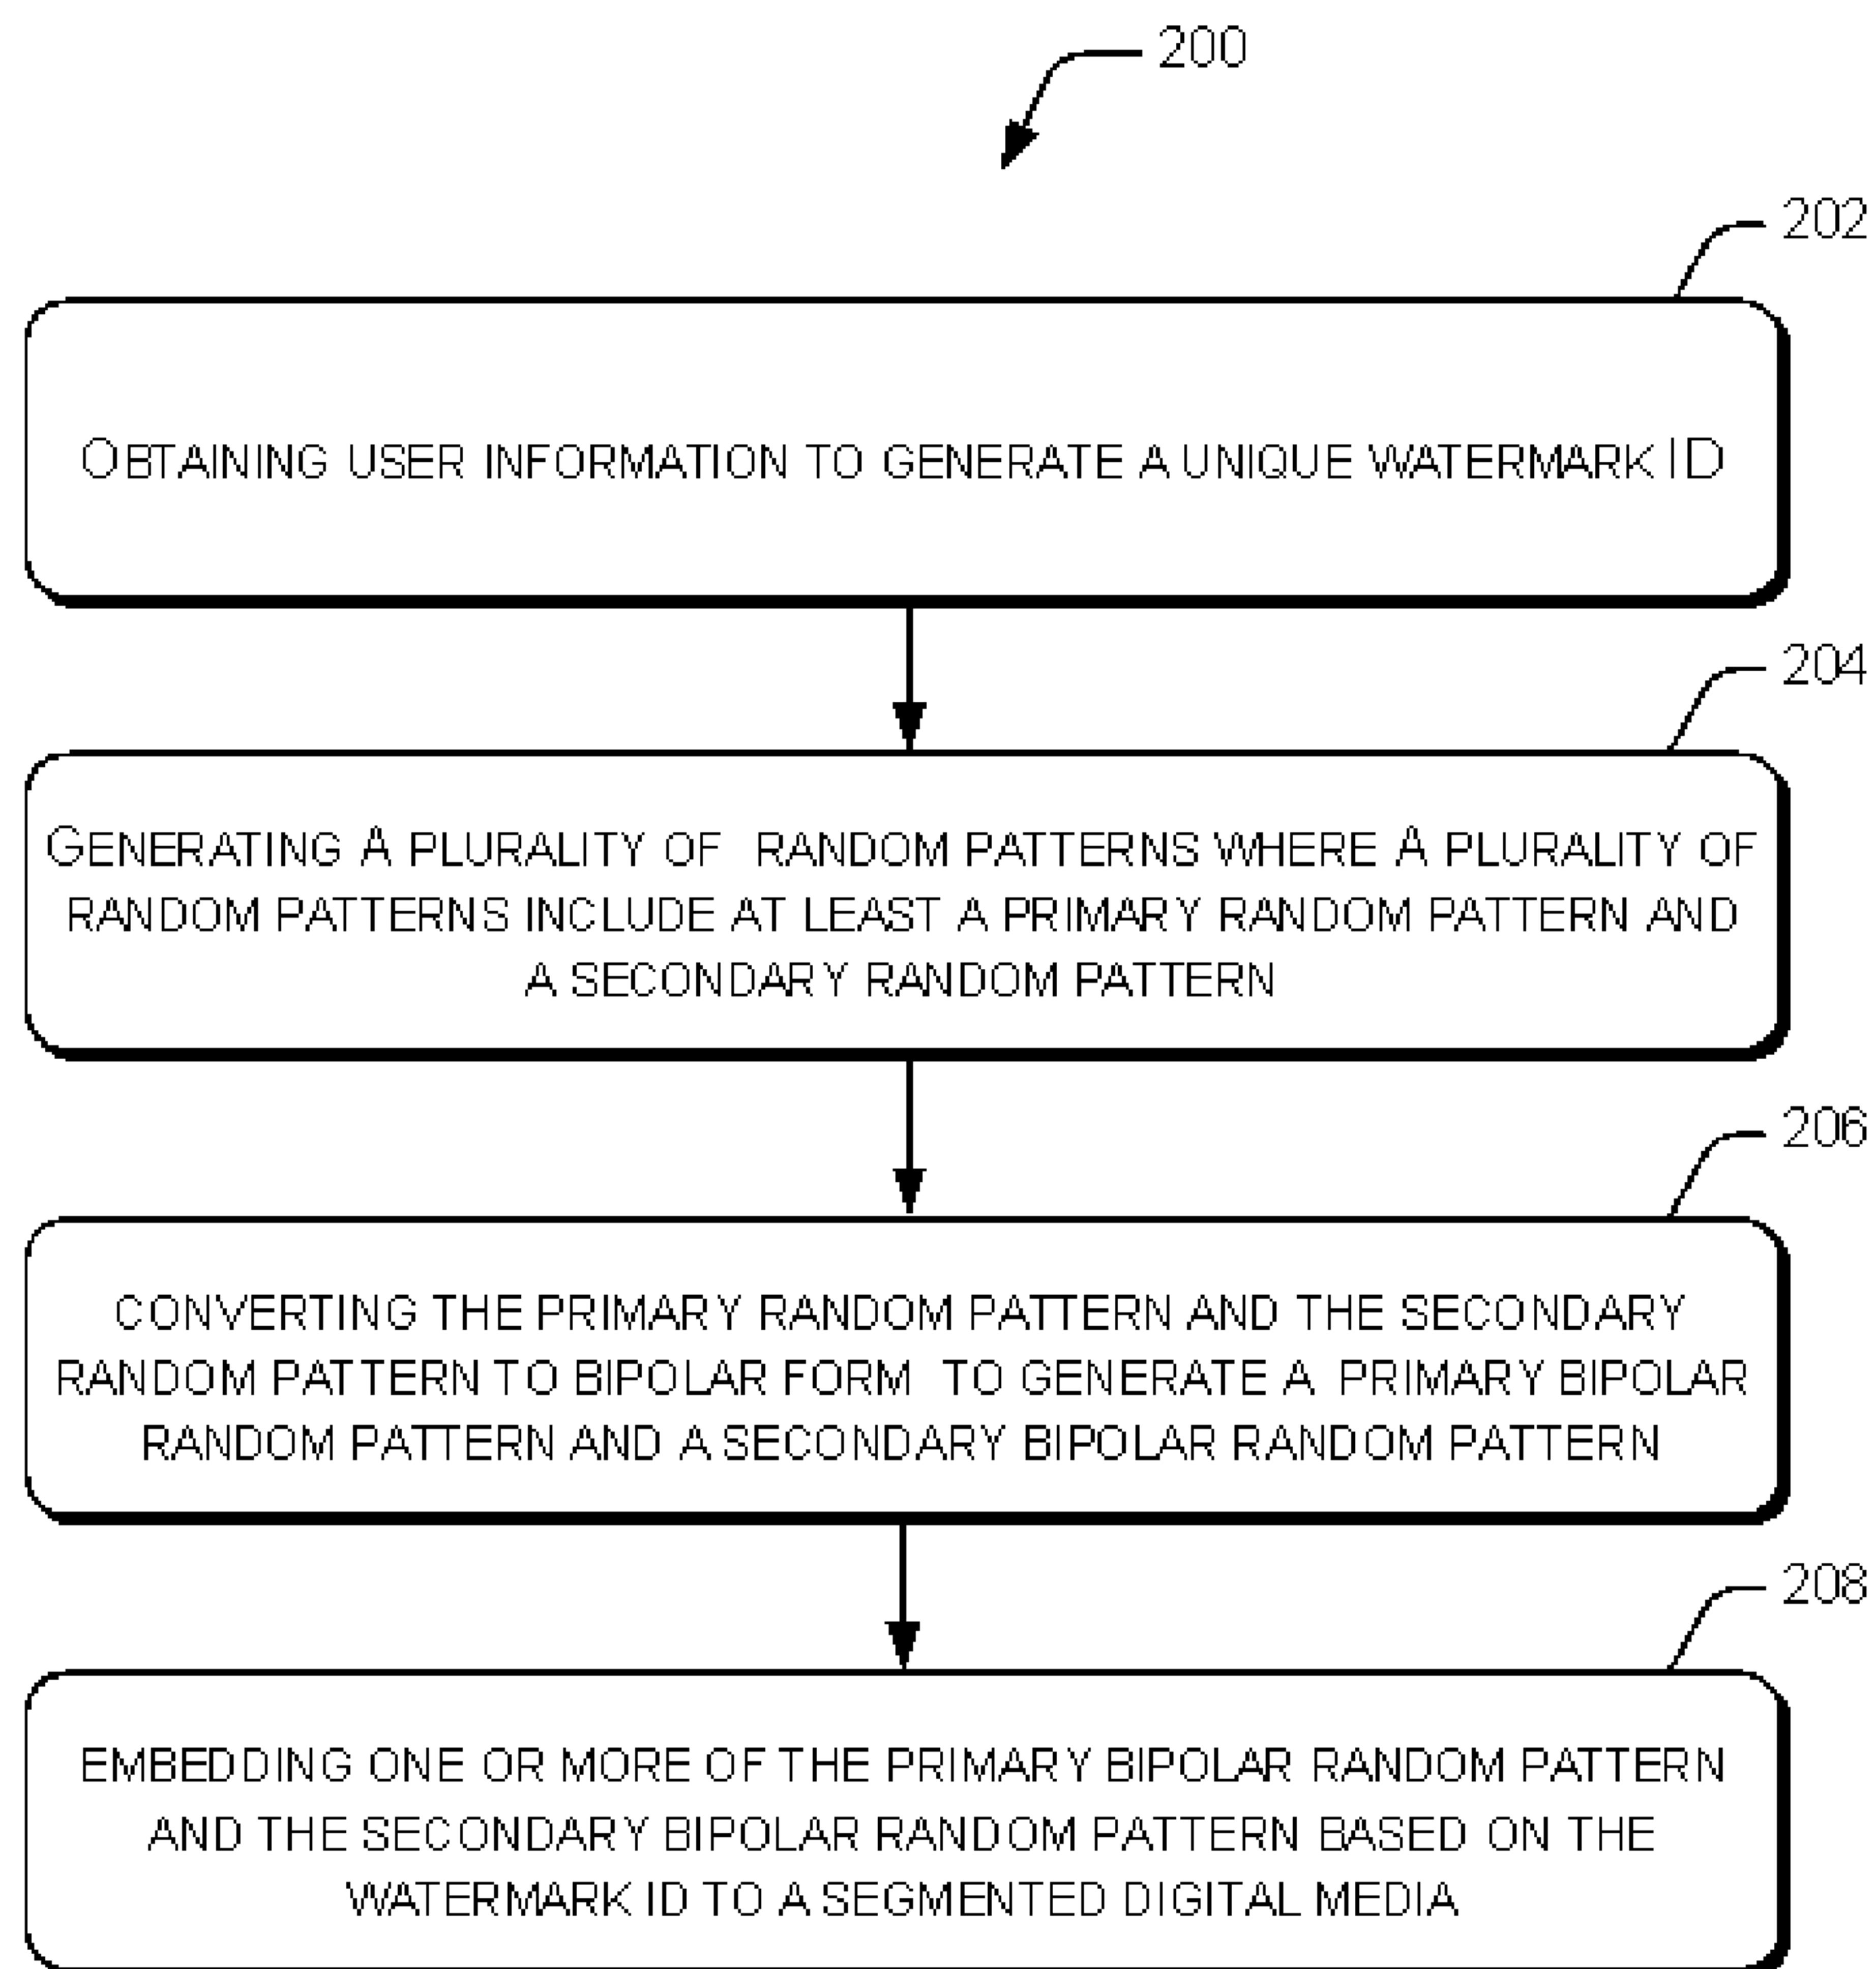 200
202
OBTAINING USER INFORMATION TO GENERATE A UNIQUE WATERMARK ID
204
GENERATING A PLURALITY OF RANDOM PATTERNS WHERE A PLURALITY OF
RANDOM PATTERNS INCLUDE AT LEAST A PRIMARY RANDOM PATTERN AND
A SECONDARY RANDOM PATTERN
206
CONVERTING THE PRIMARY RANDOM PATTERN AND THE SECONDARY
RANDOM PATTERN TO BIPOLAR FORM TO GENERATE A PRIMARY BIPOLAR
RANDOM PATTERN AND A SECONDARY BIPOLAR RANDOM PATTERN
208
EMBEDDING ONE OR MORE OF THE PRIMARY BIPOLAR RANDOM PATTERN
AND THE SECONDARY BIPOLAR RANDOM PATTERN BASED ON THE
WATERMARK ID TO A SEGMENTED DIGITAL MEDIA